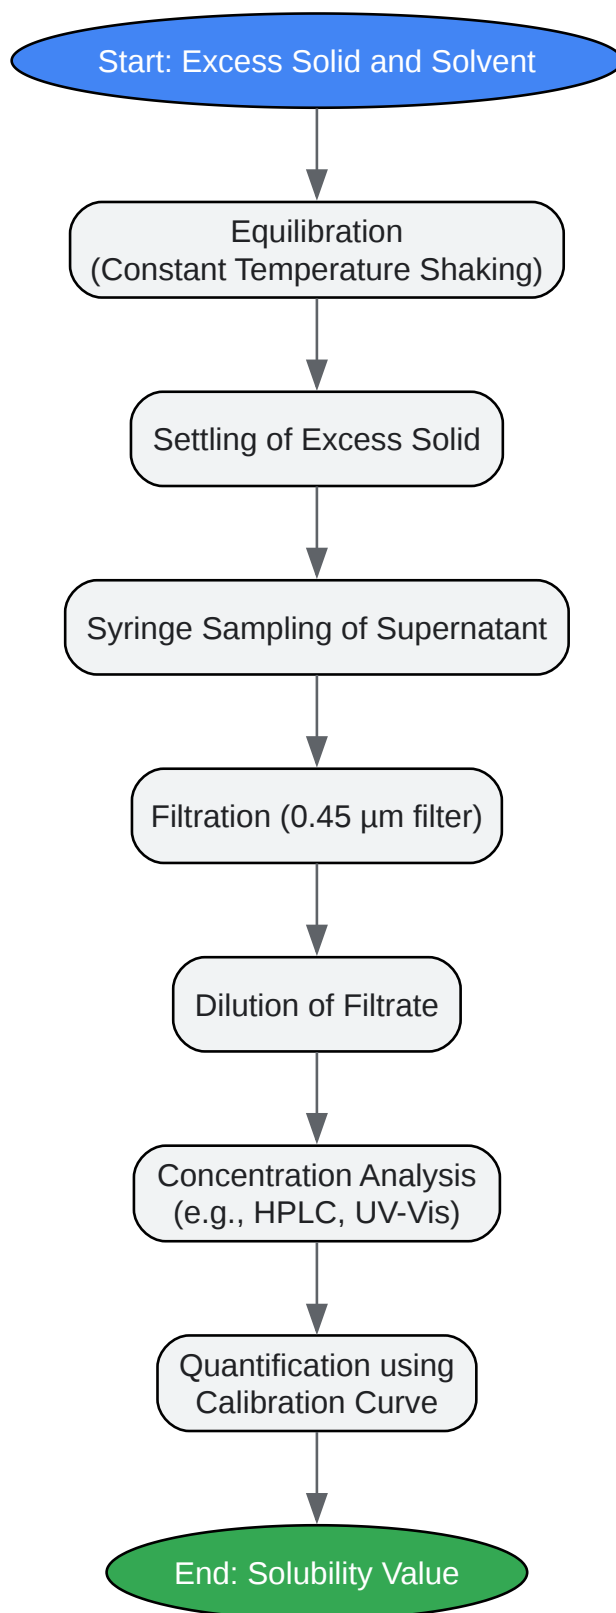 Start: Excess Solid and Solvent
Equilibration
(Constant Temperature Shaking)
Settling of Excess Solid
Syringe Sampling of Supernatant
Filtration (0.45 µm filter)
Dilution of Filtrate
Concentration Analysis
(e.g., HPLC, UV-Vis)
Quantification using
Calibration Curve
End: Solubility Value